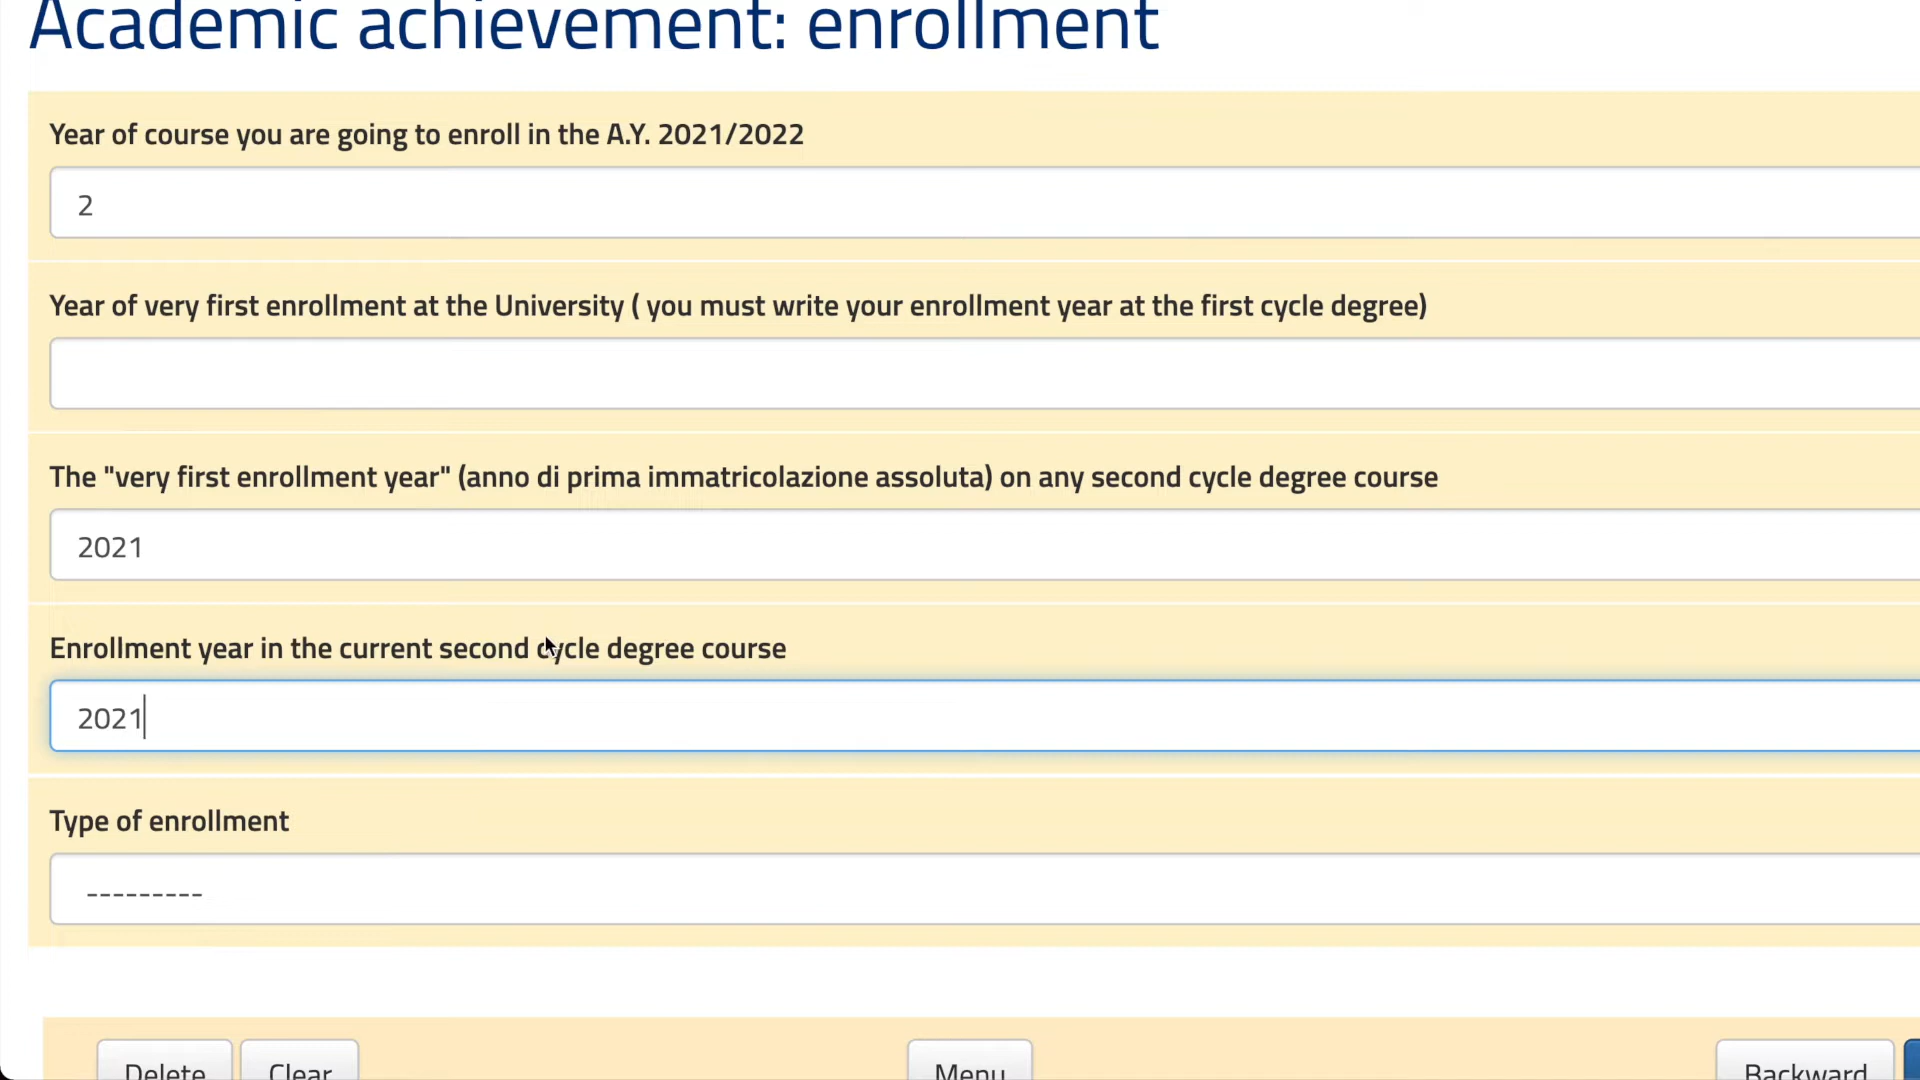 Academic achievement: enrollment
Year of course you are going to enroll in the A.Y. 2021/2022
2
Year of very first enrollment at the University ( you must write your enrollment year at the first cycle degree)
The "very first enrollment year" (anno di prima immatricolazione assoluta) on any second cycle degree course
2021
Enrollment year in the current second cycle degree course
2021
Type of enrollment
---------
Delete Clear Menu Backward